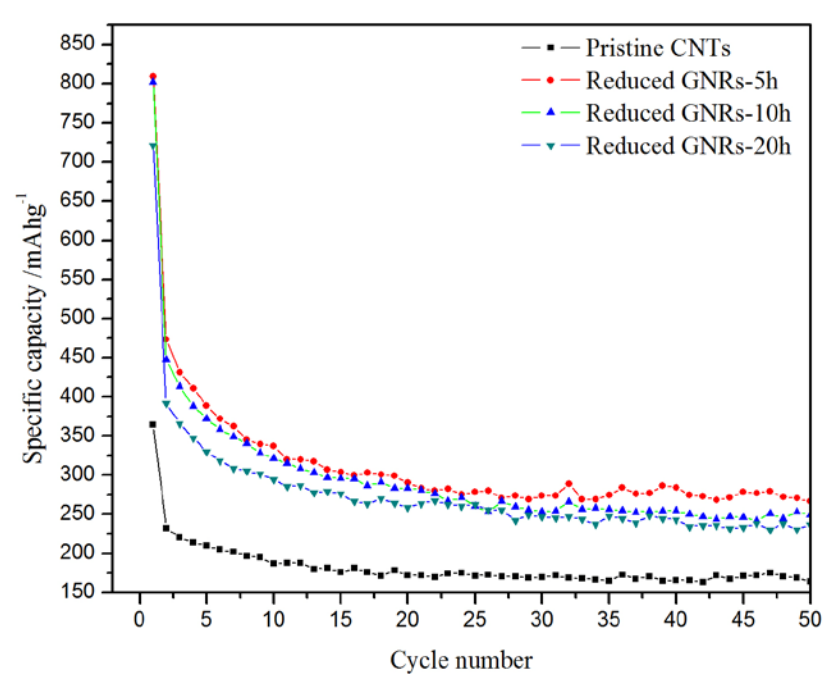 850
800
750
700
650
600
550
500
450
400
350
300
250
200
150
Specific capacity /mAhg⁻¹
Pristine CNTs
Reduced GNRs-5h
Reduced GNRs-10h
Reduced GNRs-20h
0 5 10 15 20 25 30 35 40 45 50
Cycle number